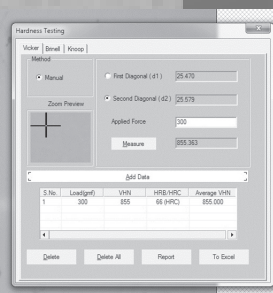 Hardness Testing
Vicker Brinell Knoop
Method
Manual
Zoom Preview
First Diagonal ( d1 ) 25.470
Second Diagonal ( d2 ) 25.579
Applied Force 300
Measure 855.363
Add Data
S.No. Load(gmf) VHN HRB/HRC Average VHN
1 300 855 66 (HRC) 855.000
Delete Delete All Report To Excel